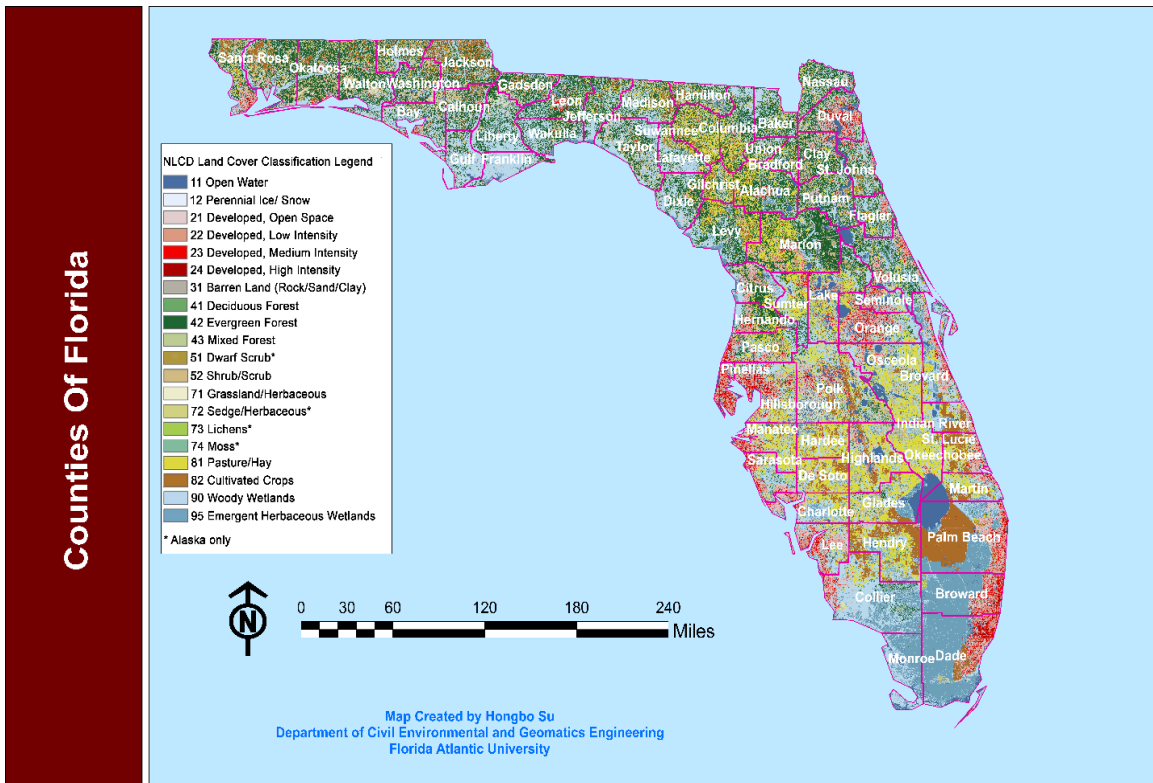 Counties Of Florida
NLCD Land Cover Classification Legend
11 Open Water
12 Perennial Ice/ Snow
21 Developed, Open Space
22 Developed, Low Intensity
23 Developed, Medium Intensity
24 Developed, High Intensity
31 Barren Land (Rock/Sand/Clay)
41 Deciduous Forest
42 Evergreen Forest
43 Mixed Forest
51 Dwarf Scrub*
52 Shrub/Scrub
71 Grassland/Herbaceous
72 Sedge/Herbaceous*
73 Lichens*
74 Moss*
81 Pasture/Hay
82 Cultivated Crops
90 Woody Wetlands
95 Emergent Herbaceous Wetlands
* Alaska only
Santa Rosa
Okaloosa
Holmes
Jackson
Walton
Washington
Bay
Calhoun
Gadsdon
Leon
Liberty
Gulf
Franklin
Wakulla
Jefferson
Madison
Taylor
Hamilton
Suwannee
Columbia
Lafayette
Baker
Nassau
Duval
Union
Bradford
Clay
St. Johns
Gilchrist
Alachua
Dixie
Putnam
Flagler
Levy
Marion
Volusia
Citrus
Sumter
Lake
Seminole
Hernando
Orange
Pasco
Osceola
Brovard
Pinellas
Polk
Hillsborough
Indian River
Manatee
Hardee
St. Lucie
Okeechobee
Highlands
Sarasota
De Soto
Martin
Charlotte
Glades
Palm Beach
Lee
Hendry
Collier
Broward
Monroe
Dade
N
0 30 60 120 180 240
Miles
Map Created by Hongbo Su
Department of Civil Environmental and Geomatics Engineering
Florida Atlantic University